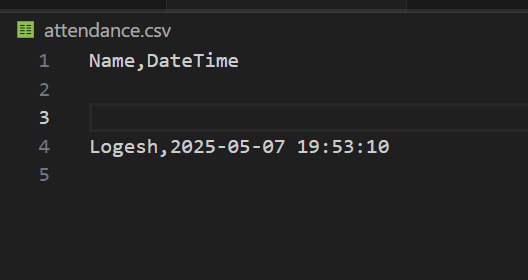 attendance.csv
1 Name,DateTime
2
3
4 Logesh,2025-05-07 19:53:10
5